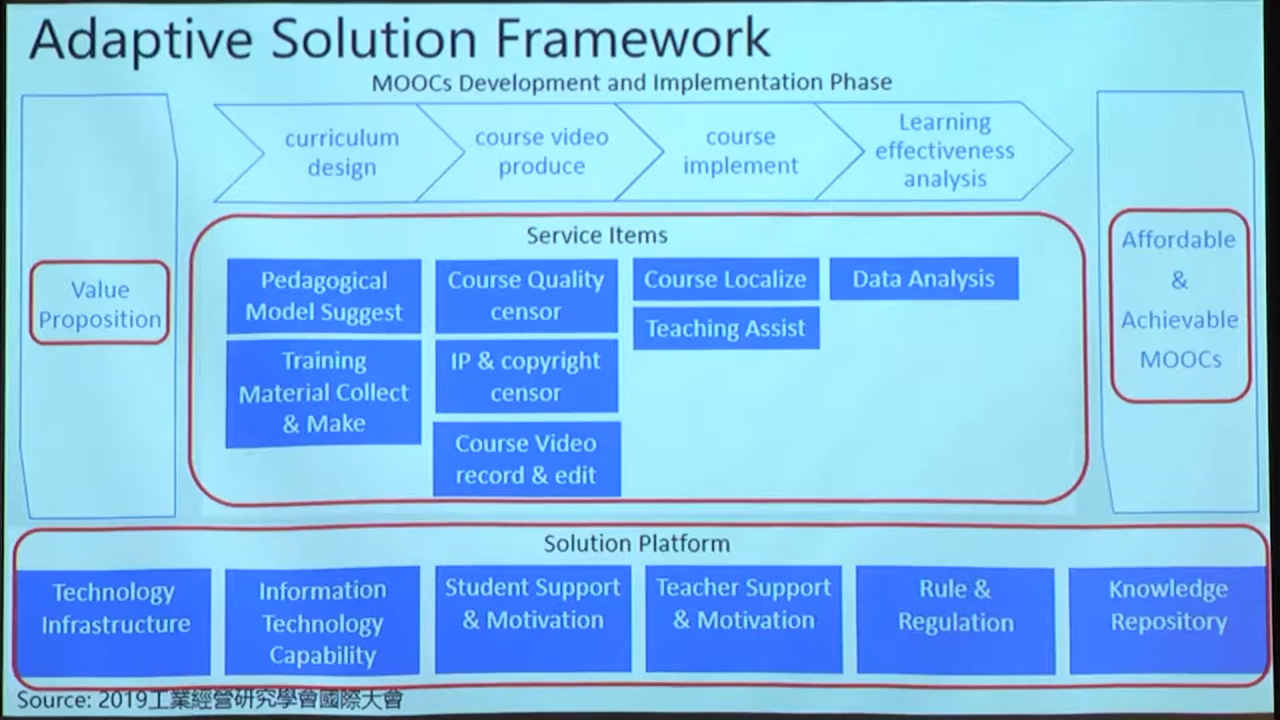 Adaptive Solution Framework
MOOCs Development and Implementation Phase
curriculum
design
course video
produce
course
implement
Learning
effectiveness
analysis
Value
Proposition
Service Items
Pedagogical
Model Suggest
Training
Material Collect
& Make
Course Quality
censor
IP & copyright
censor
Course Video
record & edit
Course Localize
Teaching Assist
Data Analysis
Affordable
&
Achievable
MOOCs
Solution Platform
Technology
Infrastructure
Information
Technology
Capability
Student Support
& Motivation
Teacher Support
& Motivation
Rule &
Regulation
Knowledge
Repository
Source: 2019工業經營研究學會國際大會